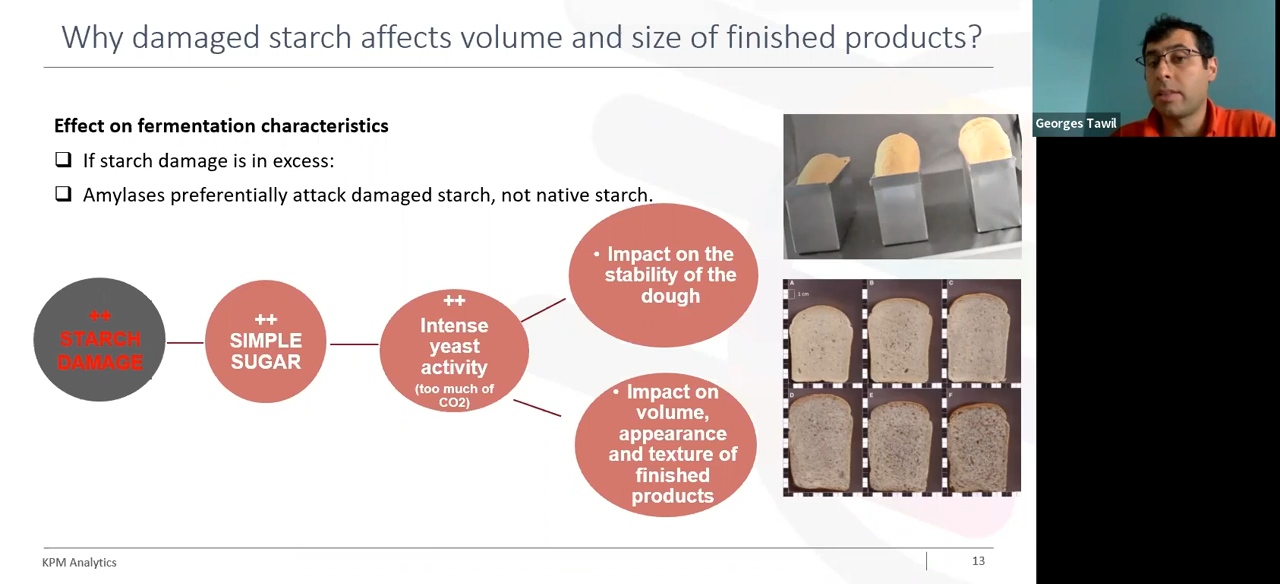 Why damaged starch affects volume and size of finished products?
Georges Tawil
Effect on fermentation characteristics
❑ If starch damage is in excess:
❑ Amylases preferentially attack damaged starch, not native starch.
++
STARCH
DAMAGE
++
SIMPLE
SUGAR
++
Intense
yeast
activity
(too much of
CO2)
• Impact on the
stability of the
dough
• Impact on
volume,
appearance
and texture of
finished
products
A
1 cm
B
C
D
E
F
KPM Analytics
13